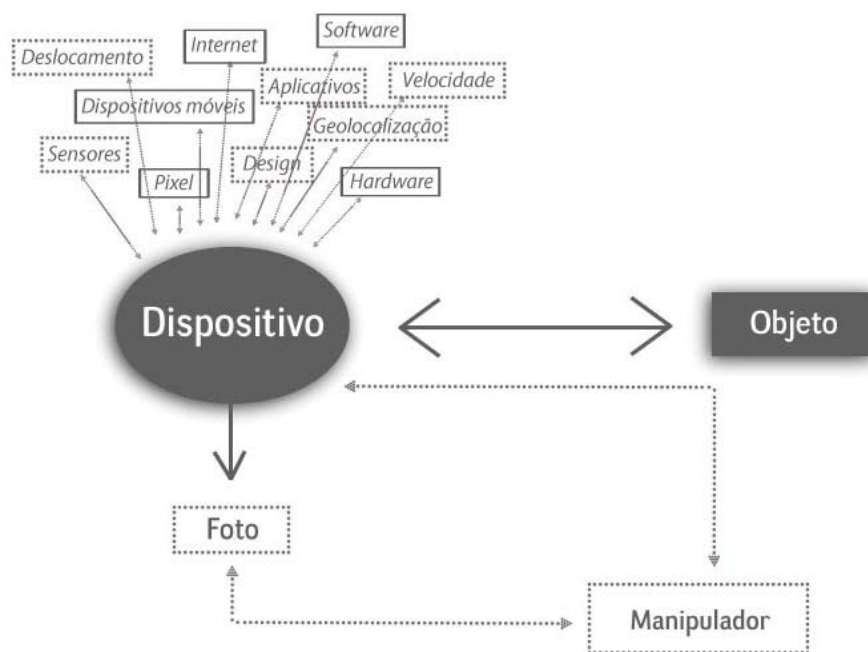 Software
Internet
Deslocamento
Aplicativos
Velocidade
Dispositivos móveis
Geolocalização
Sensores
Design
Pixel
Hardware
Dispositivo
Objeto
Foto
Manipulador